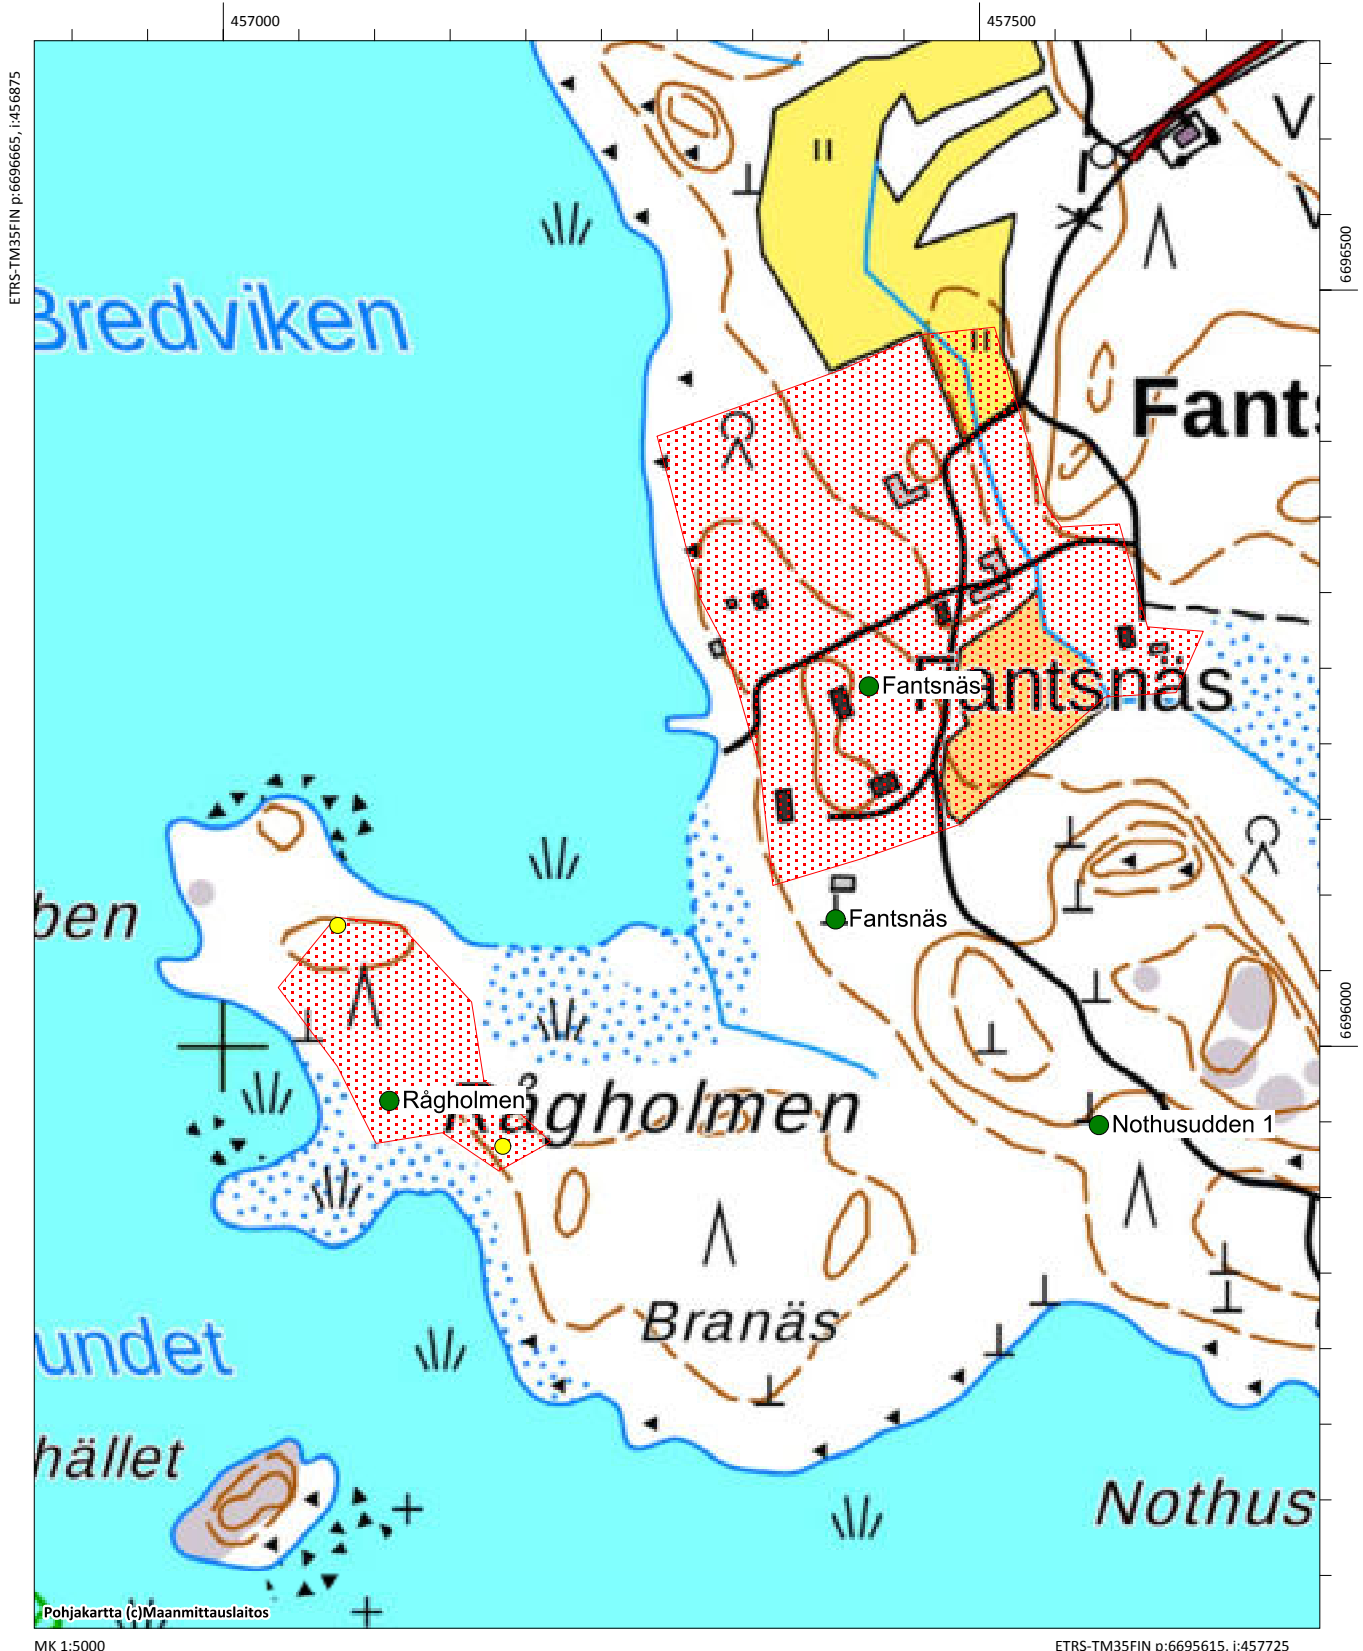 457000
457500
ETRS-TM35FIN p:6696665, i:456875
6696500
Bredviken
Fants
Fantsnäs
Fantsnäs
Fantsnäs
ben
6696000
Rågholmen
Rågholmen
Nothusudden 1
Branäs
undet
hället
Nothus
Pohjakartta (c)Maanmittauslaitos
MK 1:5000
ETRS-TM35FIN p:6695615, i:457725